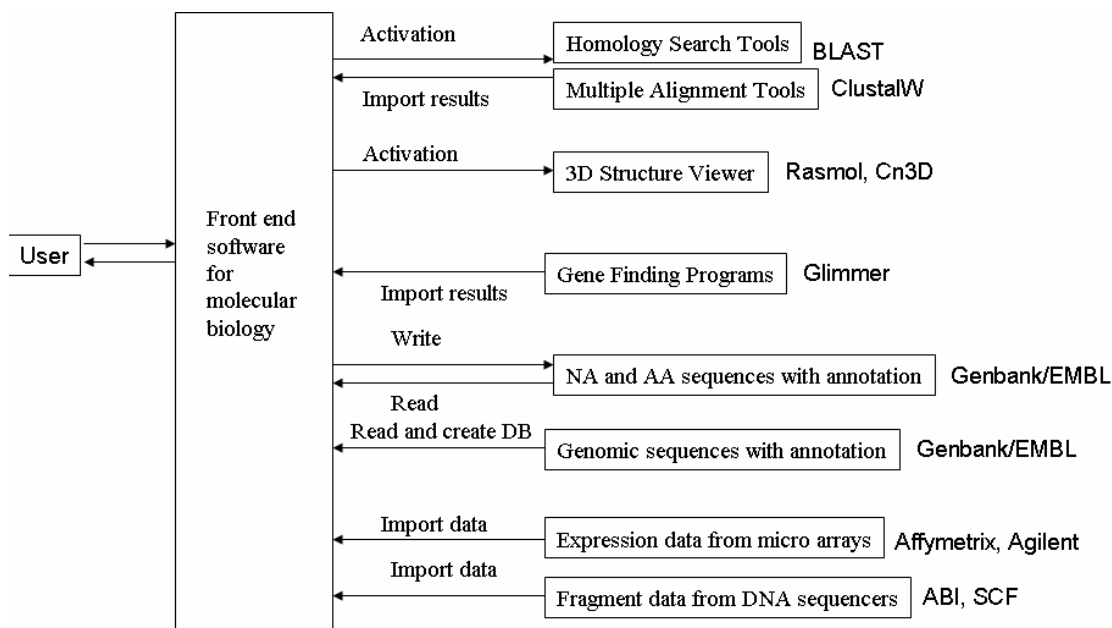 Activation
Homology Search Tools
BLAST
Import results
Multiple Alignment Tools
ClustalW
Activation
3D Structure Viewer
Rasmol, Cn3D
User
Front end
software
for
molecular
biology
Gene Finding Programs
Glimmer
Import results
Write
NA and AA sequences with annotation
Genbank/EMBL
Read
Read and create DB
Genomic sequences with annotation
Genbank/EMBL
Import data
Expression data from micro arrays
Affymetrix, Agilent
Import data
Fragment data from DNA sequencers
ABI, SCF